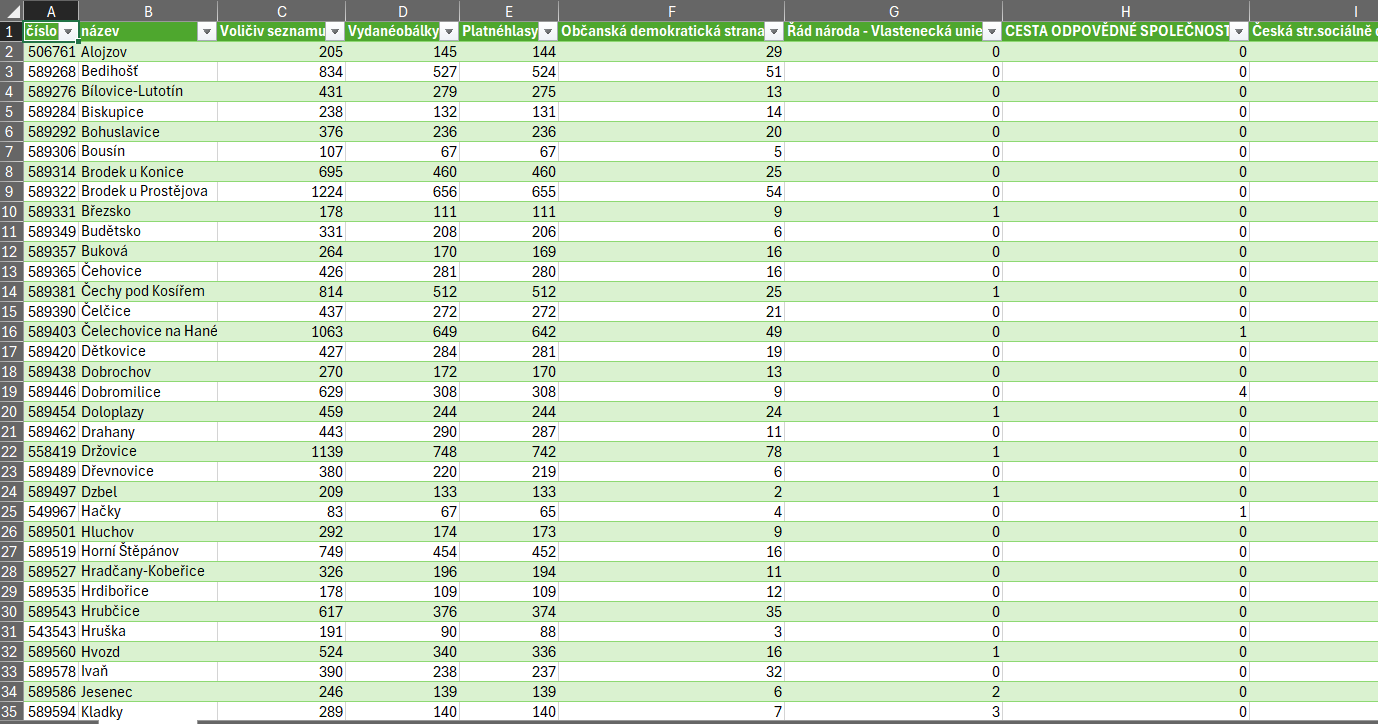 A B C D E F G H I
1 číslo název Voličiv seznamu Vydanéobálky Platnéhlasy Občanská demokratická strana Řád národa - Vlastenecká unie CESTA ODPOVĚDNÉ SPOLEČNOST Česká str.sociálně
2 506761 Alojzov 205 145 144 29 0 0
3 589268 Bedihošť 834 527 524 51 0 0
4 589276 Bílovice-Lutotín 431 279 275 13 0 0
5 589284 Biskupice 238 132 131 14 0 0
6 589292 Bohuslavice 376 236 236 20 0 0
7 589306 Bousín 107 67 67 5 0 0
8 589314 Brodek u Konice 695 460 460 25 0 0
9 589322 Brodek u Prostějova 1224 656 655 54 0 0
10 589331 Březsko 178 111 111 9 1 0
11 589349 Budětsko 331 208 206 6 0 0
12 589357 Buková 264 170 169 16 0 0
13 589365 Čehovice 426 281 280 16 0 0
14 589381 Čechy pod Kosířem 814 512 512 25 1 0
15 589390 Čelčice 437 272 272 21 0 0
16 589403 Čelechovice na Hané 1063 649 642 49 0 1
17 589420 Dětkovice 427 284 281 19 0 0
18 589438 Dobrochov 270 172 170 13 0 0
19 589446 Dobromilice 629 308 308 9 0 4
20 589454 Doloplazy 459 244 244 24 1 0
21 589462 Drahany 443 290 287 11 0 0
22 558419 Držovice 1139 748 742 78 1 0
23 589489 Dřevnovice 380 220 219 6 0 0
24 589497 Dzbel 209 133 133 2 1 0
25 549967 Hačky 83 67 65 4 0 1
26 589501 Hluchov 292 174 173 9 0 0
27 589519 Horní Štěpánov 749 454 452 16 0 0
28 589527 Hradčany-Kobeřice 326 196 194 11 0 0
29 589535 Hrdibořice 178 109 109 12 0 0
30 589543 Hrubčice 617 376 374 35 0 0
31 543543 Hruška 191 90 88 3 0 0
32 589560 Hvozd 524 340 336 16 1 0
33 589578 Ivaň 390 238 237 32 0 0
34 589586 Jesenec 246 139 139 6 2 0
35 589594 Kladky 289 140 140 7 3 0